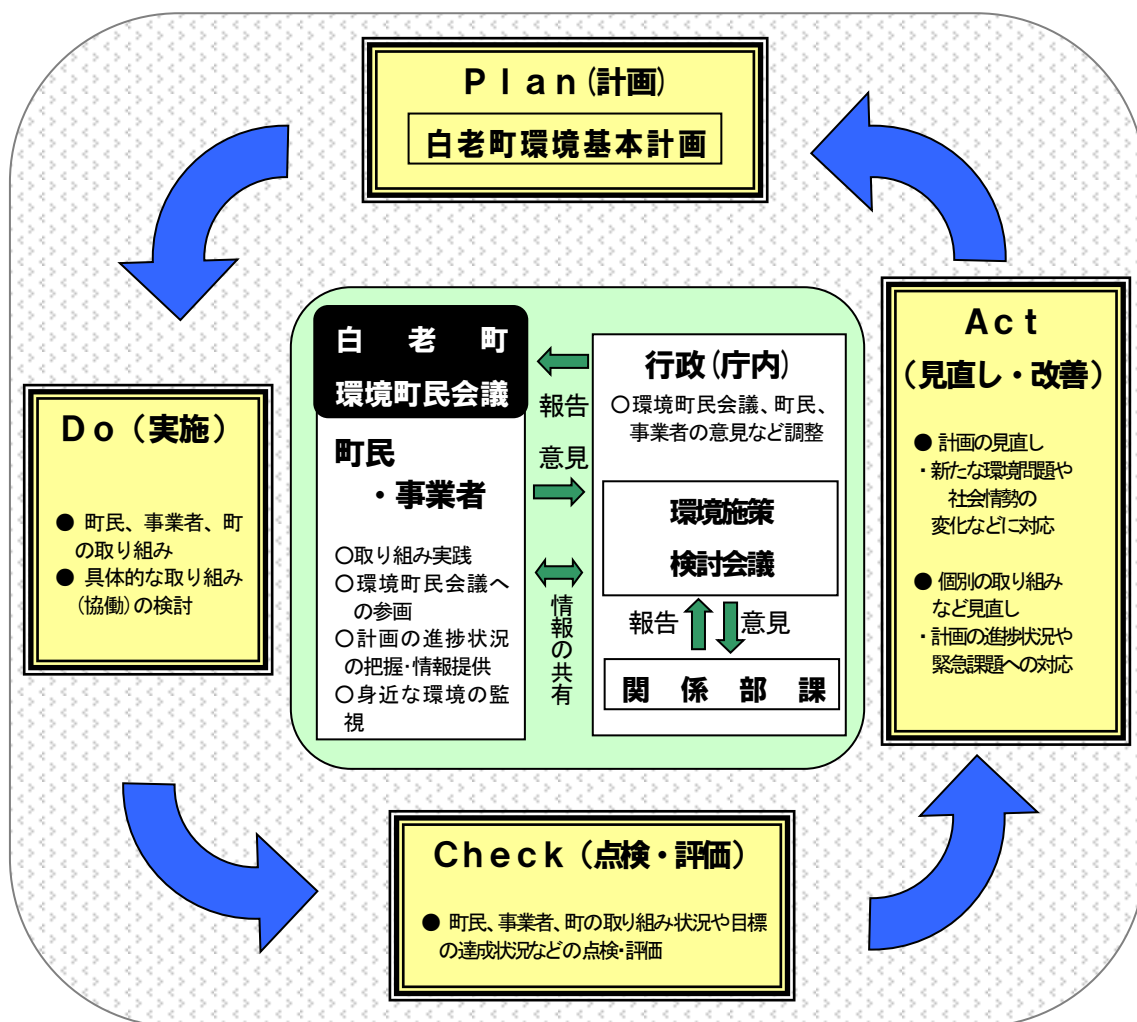 Plan(計画)
白老町環境基本計画
Do(実施)
● 町民、事業者、町
の取り組み
● 具体的な取り組み
(協働)の検討
白老町
環境町民会議
町民
・事業者
○取り組み実践
○環境町民会議へ
の参画
○計画の進捗状況
の把握・情報提供
○身近な環境の監
視
報告
意見
情報の共有
行政(庁内)
○環境町民会議、町民、
事業者の意見など調整
環境施策
検討会議
報告
意見
関係部課
Act
(見直し・改善)
● 計画の見直し
・新たな環境問題や
社会情勢の
変化などに対応
● 個別の取り組み
など見直し
・計画の進捗状況や
緊急課題への対応
Check(点検・評価)
● 町民、事業者、町の取り組み状況や目標
の達成状況などの点検・評価